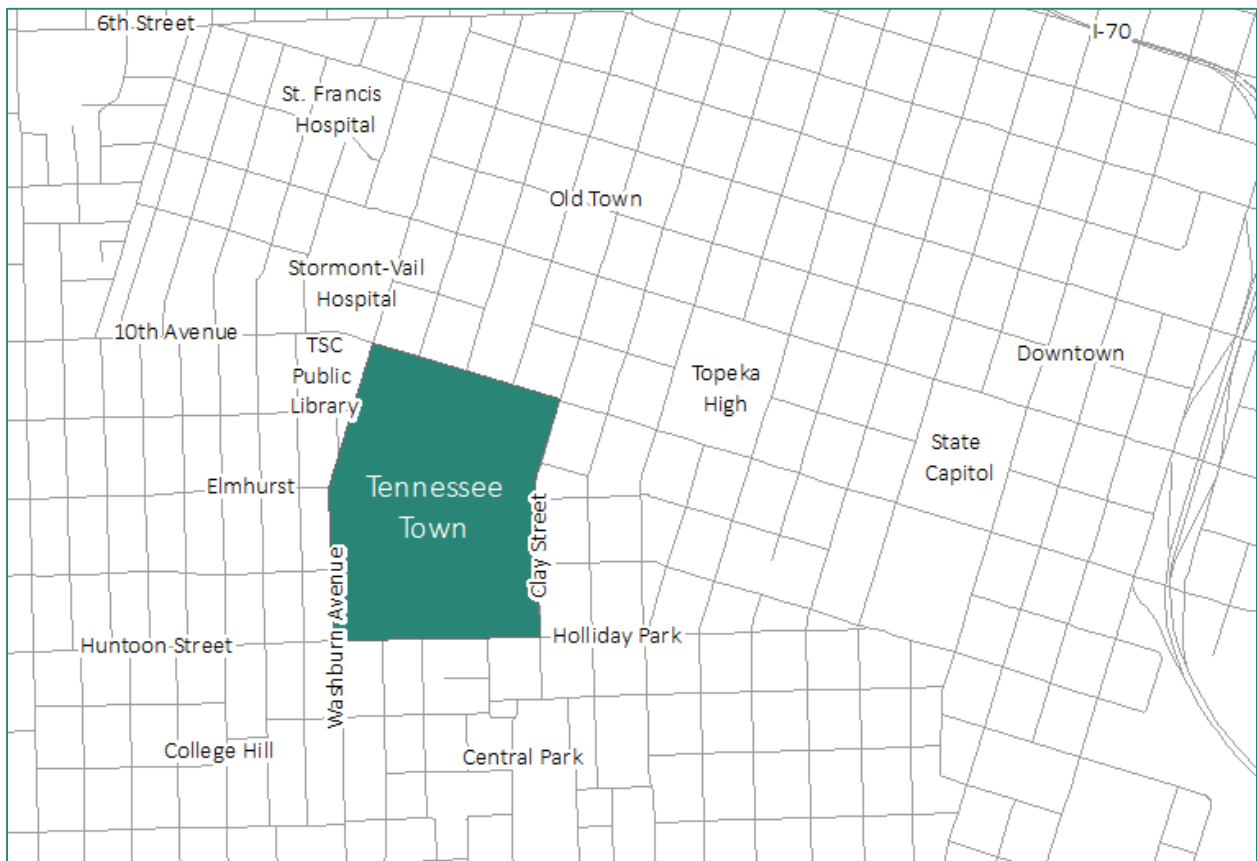 6th Street
I-70
St. Francis
Hospital
Old Town
Stormont-Vail
Hospital
10th Avenue
TSC
Public
Library
Downtown
Topeka
High
State
Capitol
Elmhurst
Tennessee
Town
Clay Street
Washburn Avenue
Huntoon Street
Holliday Park
College Hill
Central Park